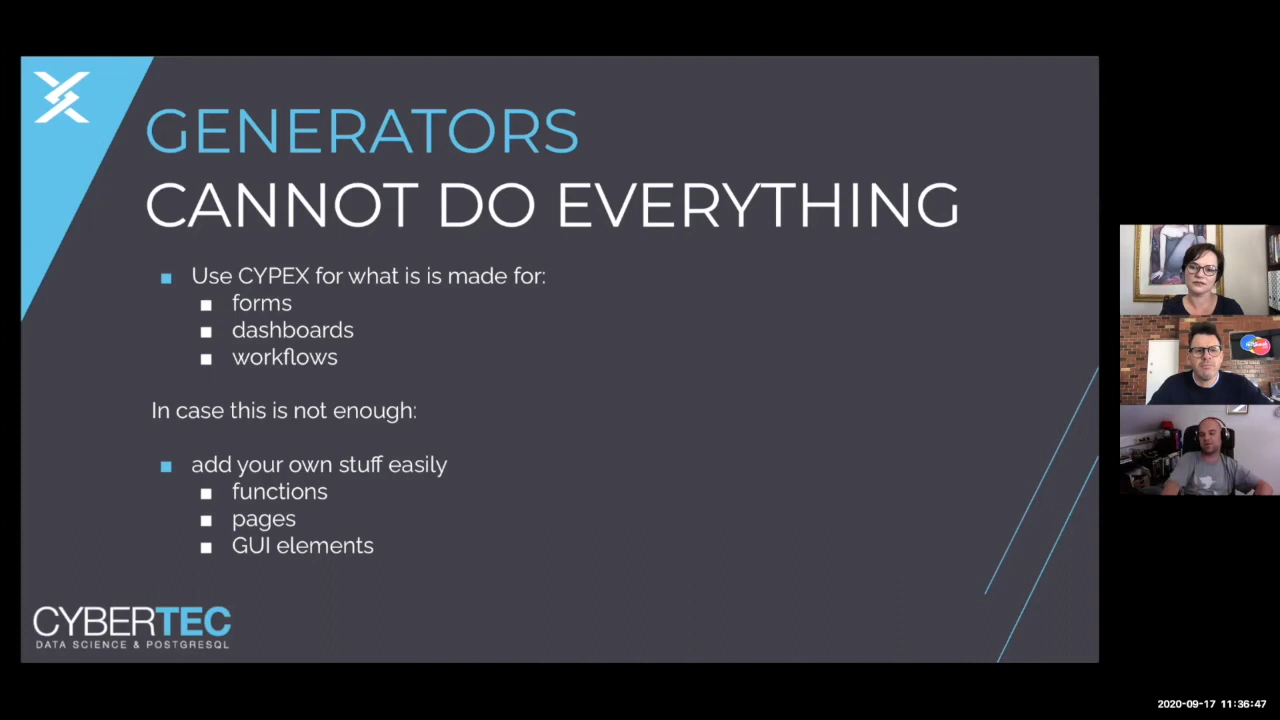 GENERATORS
CANNOT DO EVERYTHING
Use CYPEX for what is is made for:
forms
dashboards
workflows
In case this is not enough:
add your own stuff easily
functions
pages
GUI elements
CYBERTEC
DATA SCIENCE & POSTGRESQL
2020-09-17 11:36:47